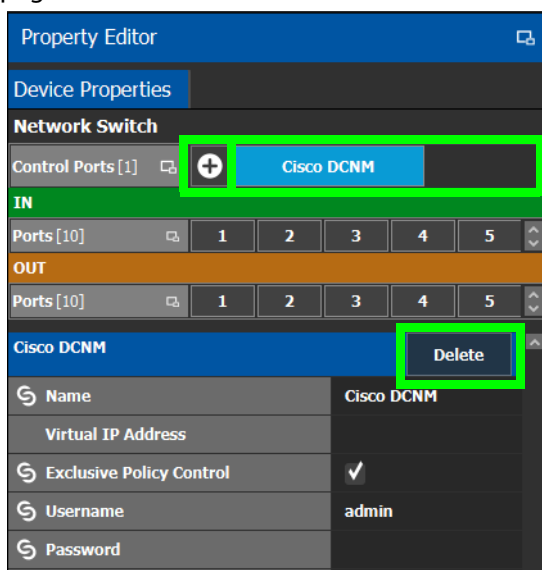 Property Editor
Device Properties
Network Switch
Control Ports [1] Cisco DCNM
IN
Ports [10] 1 2 3 4 5
OUT
Ports [10] 1 2 3 4 5
Cisco DCNM Delete
Name Cisco DCNM
Virtual IP Address
Exclusive Policy Control
Username admin
Password